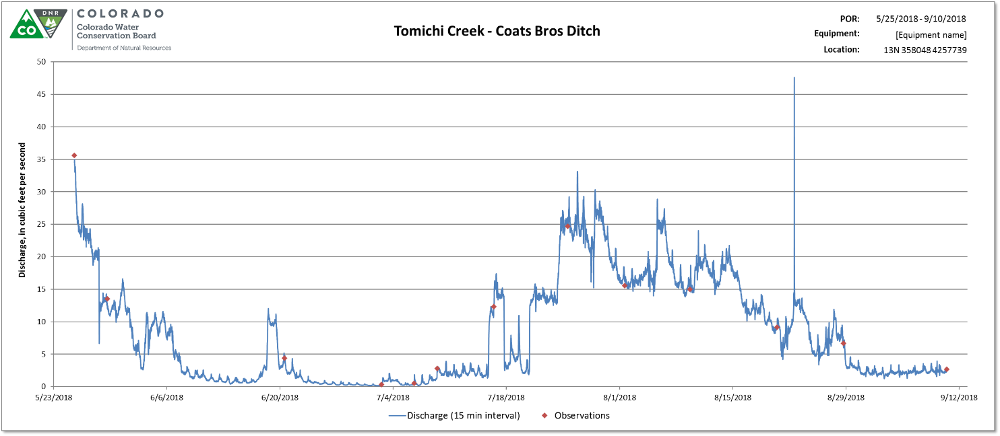 DNR
CO
COLORADO
Colorado Water
Conservation Board
Department of Natural Resources
Tomichi Creek - Coats Bros Ditch
POR: 5/25/2018 - 9/10/2018
Equipment: [Equipment name]
Location: 13N 358048 4257739
Discharge, in cubic feet per second
50
45
40
35
30
25
20
15
10
5
0
5/23/2018 6/6/2018 6/20/2018 7/4/2018 7/18/2018 8/1/2018 8/15/2018 8/29/2018 9/12/2018
Discharge (15 min interval) Observations